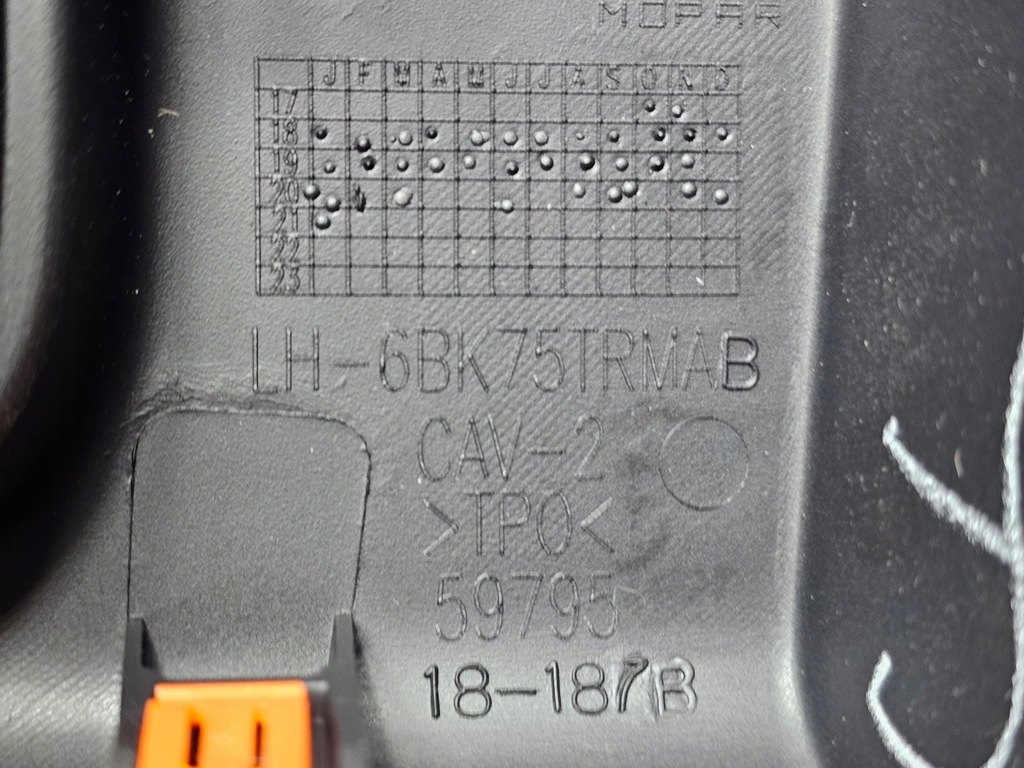 MOPAR
J F M A M J J A S O N D
17
18
19
20
21
22
23
LH-6BK75TRMAB
CAV-2
>TPO<
59795
18-187B